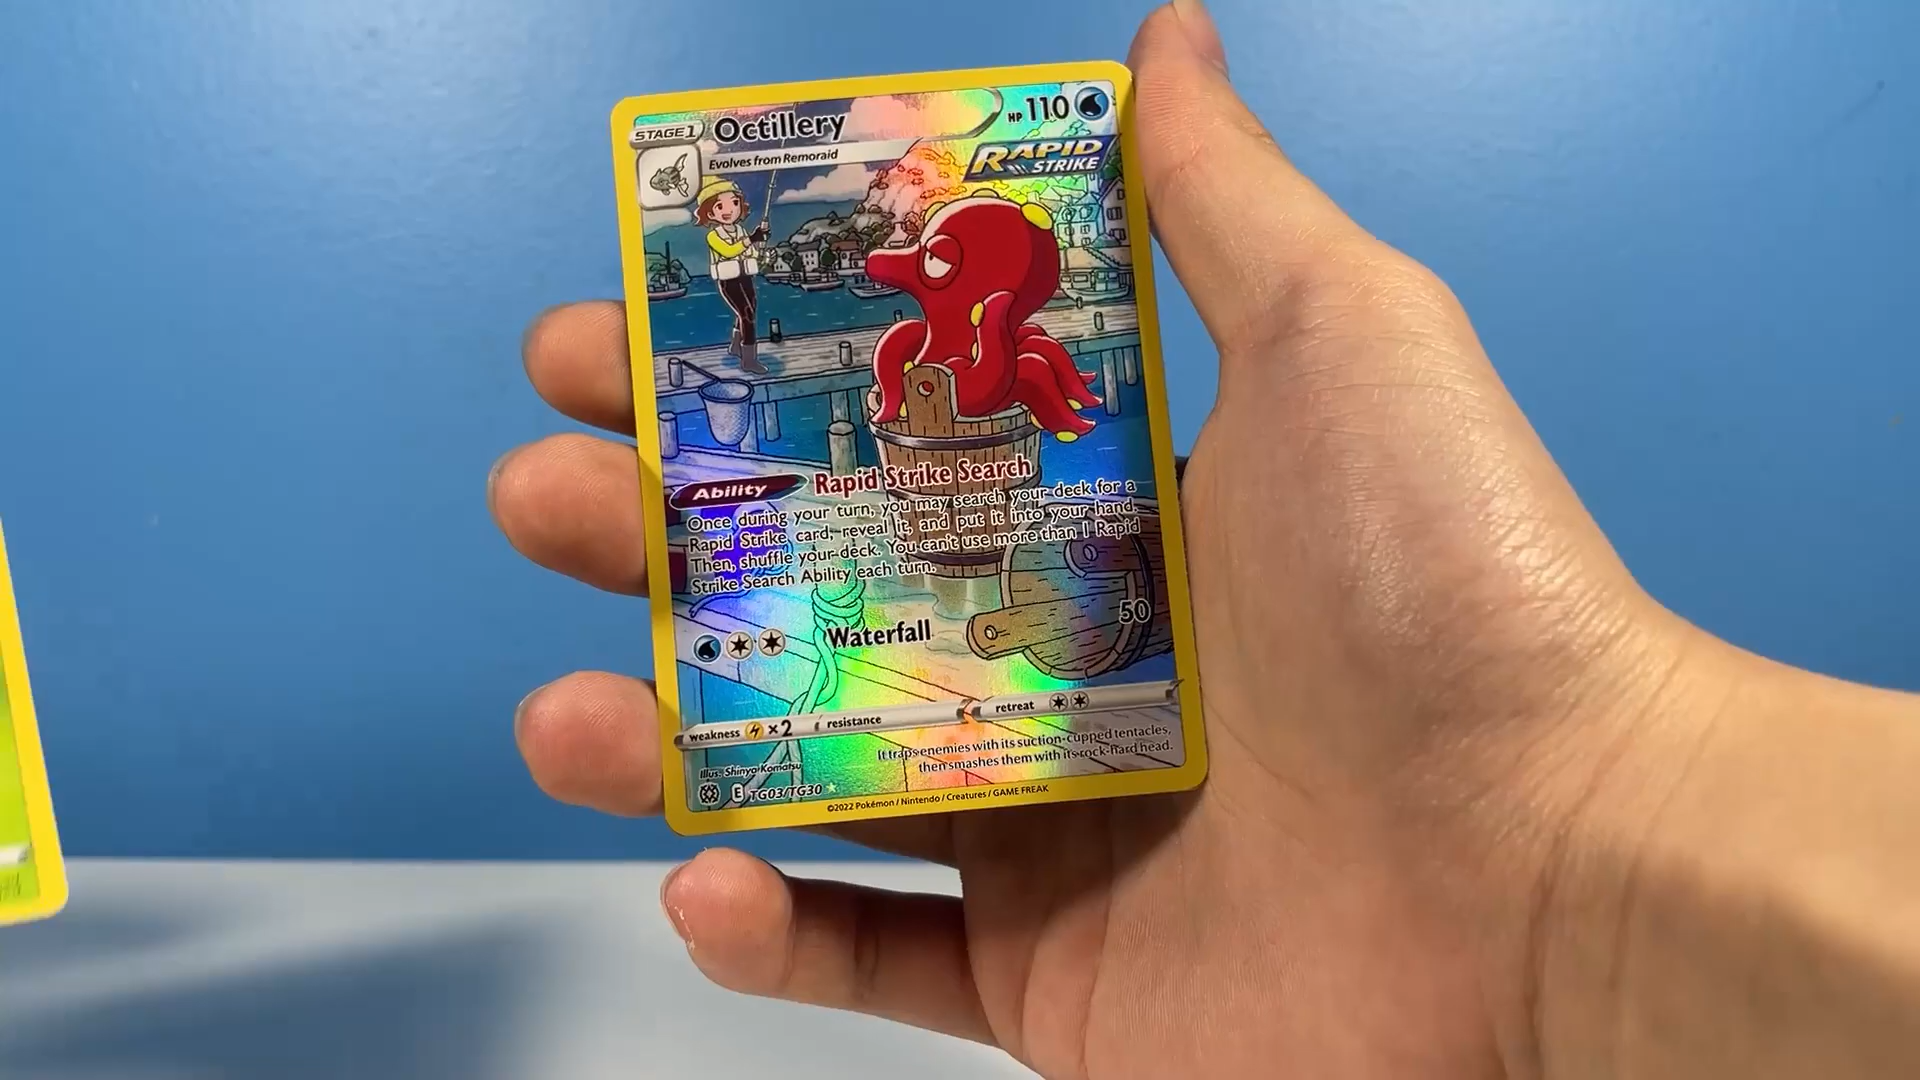 STAGE1 Octillery HP 110
Evolves from Remoraid
RAPID
STRIKE
Ability Rapid Strike Search
Once during your turn, you may search your deck for a
Rapid Strike card, reveal it, and put it into your hand.
Then, shuffle your deck. You can't use more than 1 Rapid
Strike Search Ability each turn.
Waterfall 50
weakness ×2 resistance retreat
It traps enemies with its suction-cupped tentacles,
then smashes them with its rock-hard head.
Illus. Shinya Komatsu
E TG03/TG30
©2022 Pokémon / Nintendo / Creatures / GAME FREAK